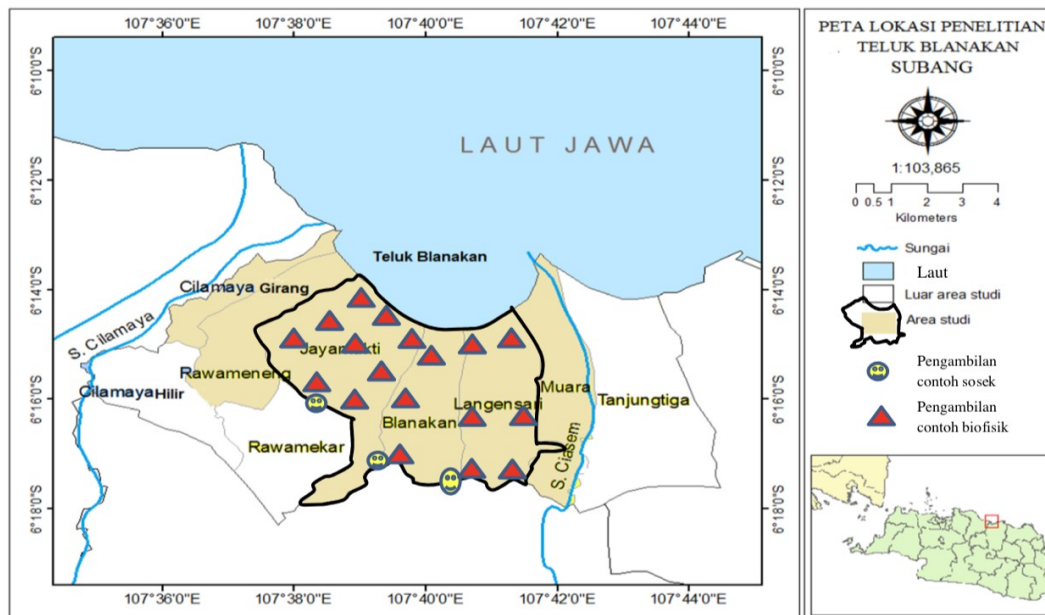 107°36'0"E 107°38'0"E 107°40'0"E 107°42'0"E 107°44'0"E
6°10'0"S
6°12'0"S
6°14'0"S
6°16'0"S
6°18'0"S
LAUT JAWA
Teluk Blanakan
Cilamaya Girang
S. Cilamaya
Jayamukti
Rawameneng
Cilamaya Hilir
Rawamekar
Blanakan
Langensari
Muara
Tanjungtiga
S. Ciasem
6°10'0"S
6°12'0"S
6°14'0"S
6°16'0"S
6°18'0"S
107°36'0"E 107°38'0"E 107°40'0"E 107°42'0"E 107°44'0"E
PETA LOKASI PENELITIAN
TELUK BLANAKAN
SUBANG
1:103,865
0 0.5 1 2 3 4
Kilometers
Sungai
Laut
Luar area studi
Area studi
Pengambilan
contoh sosek
Pengambilan
contoh biofisik